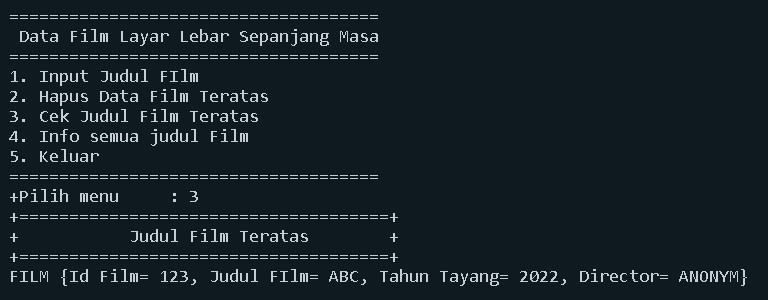 =====================================
Data Film Layar Lebar Sepanjang Masa
=====================================
1. Input Judul FIlm
2. Hapus Data Film Teratas
3. Cek Judul Film Teratas
4. Info semua judul Film
5. Keluar
=====================================
+Pilih menu     : 3
+=====================================+
+           Judul Film Teratas        +
+=====================================+
FILM {Id Film= 123, Judul FIlm= ABC, Tahun Tayang= 2022, Director= ANONYM}